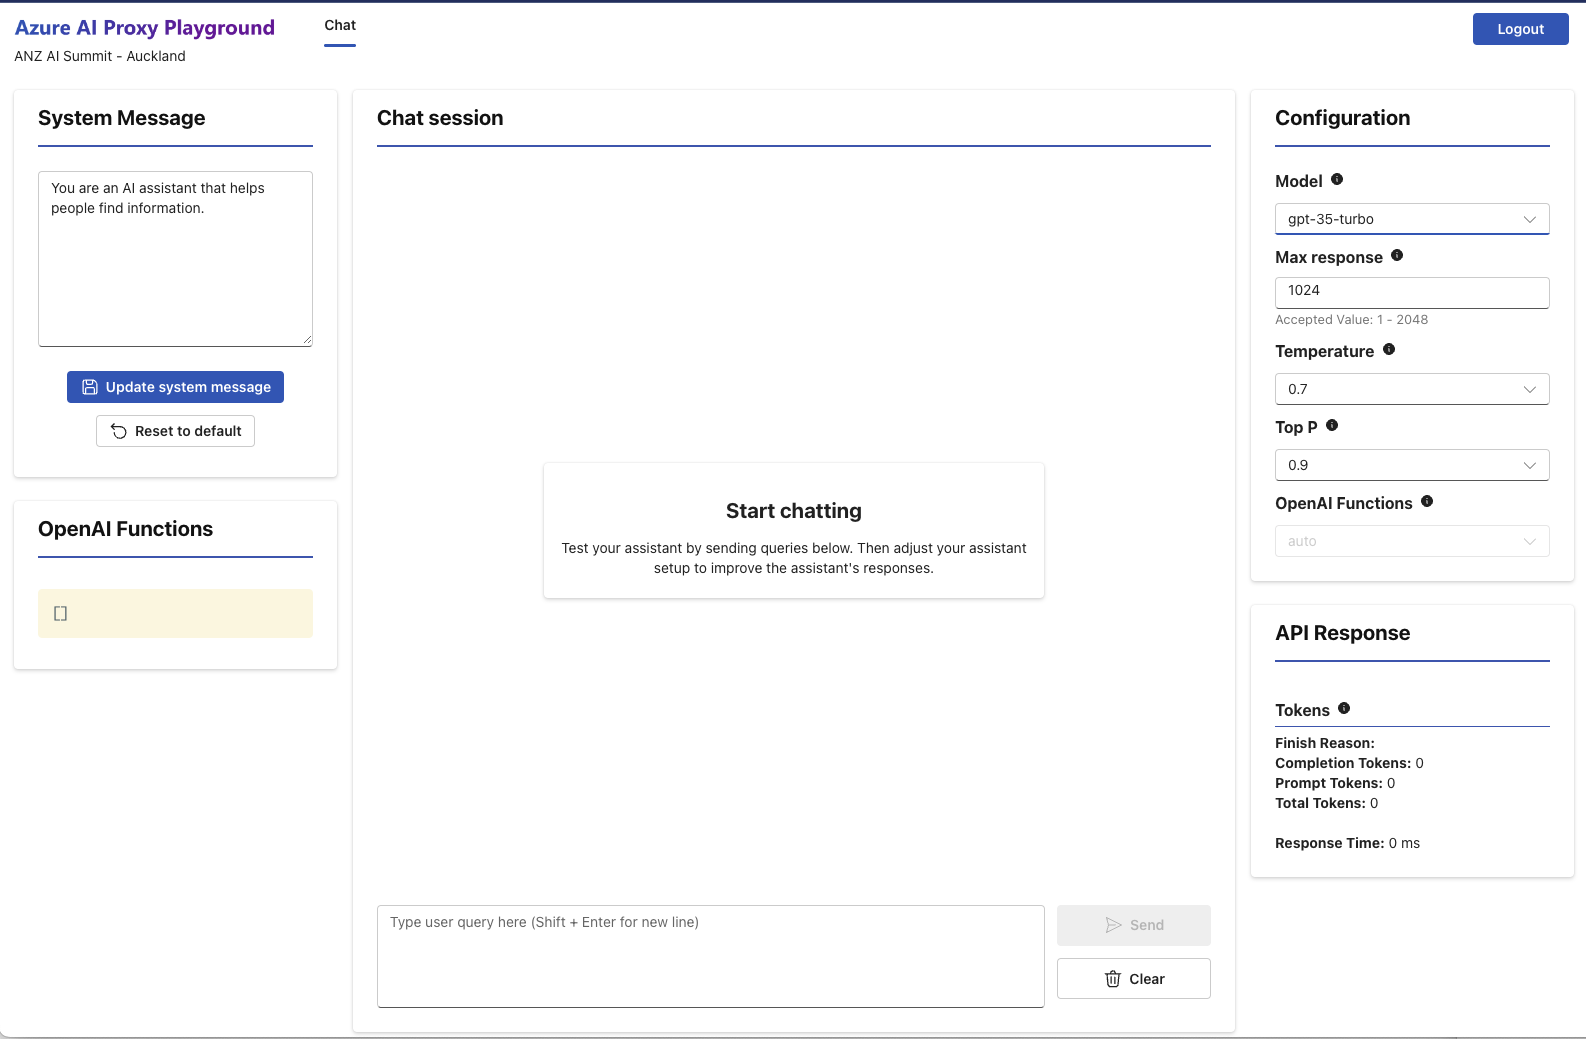 Azure AI Proxy Playground
Chat
Logout
ANZ AI Summit - Auckland
System Message
You are an AI assistant that helps
people find information.
Update system message
Reset to default
OpenAI Functions
[]
Chat session
Start chatting
Test your assistant by sending queries below. Then adjust your assistant
setup to improve the assistant's responses.
Type user query here (Shift + Enter for new line)
Send
Clear
Configuration
Model
gpt-35-turbo
Max response
1024
Accepted Value: 1 - 2048
Temperature
0.7
Top P
0.9
OpenAI Functions
auto
API Response
Tokens
Finish Reason:
Completion Tokens: 0
Prompt Tokens: 0
Total Tokens: 0
Response Time: 0 ms